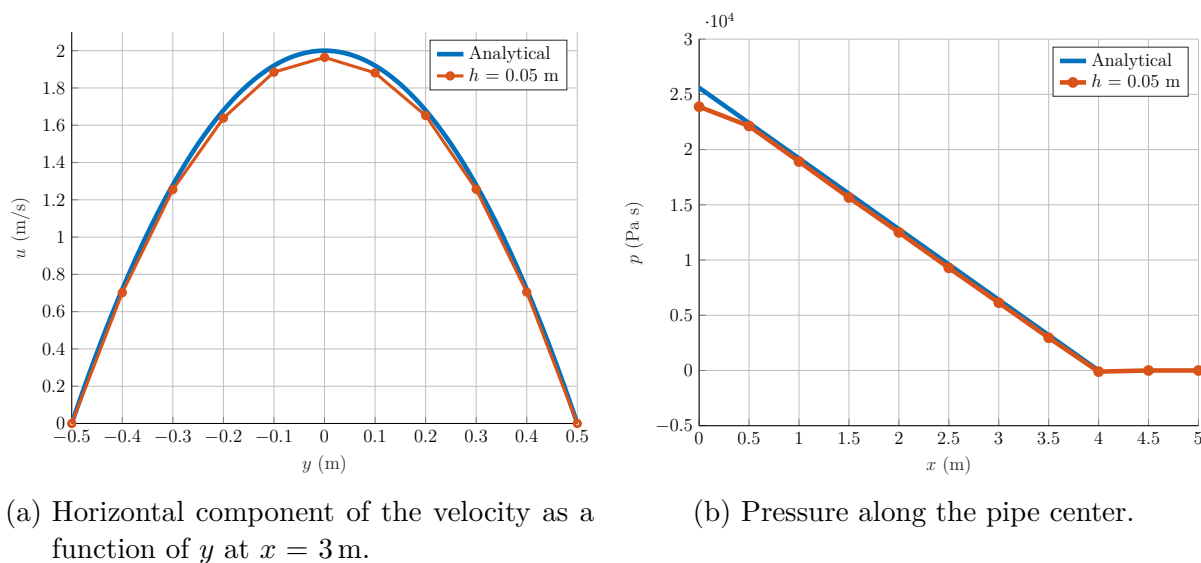 2
1.8
1.6
1.4
1.2
1
0.8
0.6
0.4
0.2
0
u (m/s)
−0.5 −0.4 −0.3 −0.2 −0.1 0 0.1 0.2 0.3 0.4 0.5
y (m)
Analytical
h = 0.05 m
(a) Horizontal component of the velocity as a
function of y at x = 3 m.
·10⁴
3
2.5
2
1.5
1
0.5
0
−0.5
p (Pa s)
0 0.5 1 1.5 2 2.5 3 3.5 4 4.5 5
x (m)
Analytical
h = 0.05 m
(b) Pressure along the pipe center.